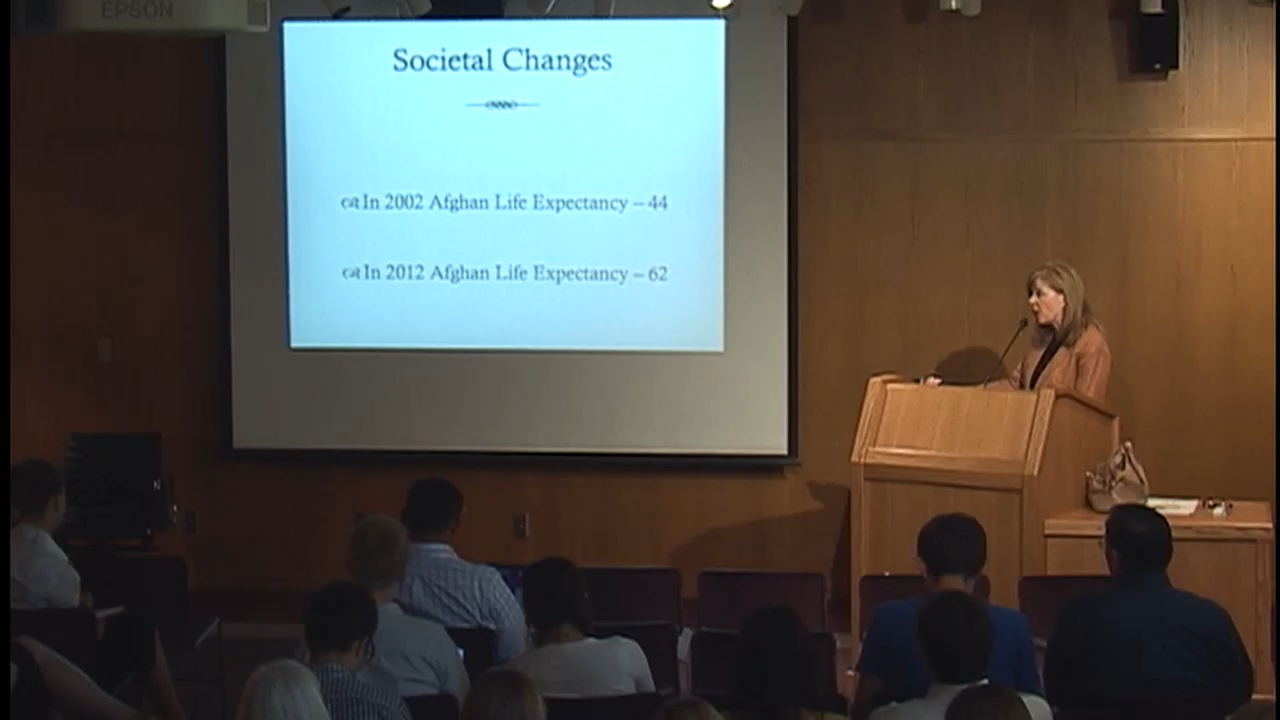 EPSON
Societal Changes
In 2002 Afghan Life Expectancy – 44
In 2012 Afghan Life Expectancy – 62